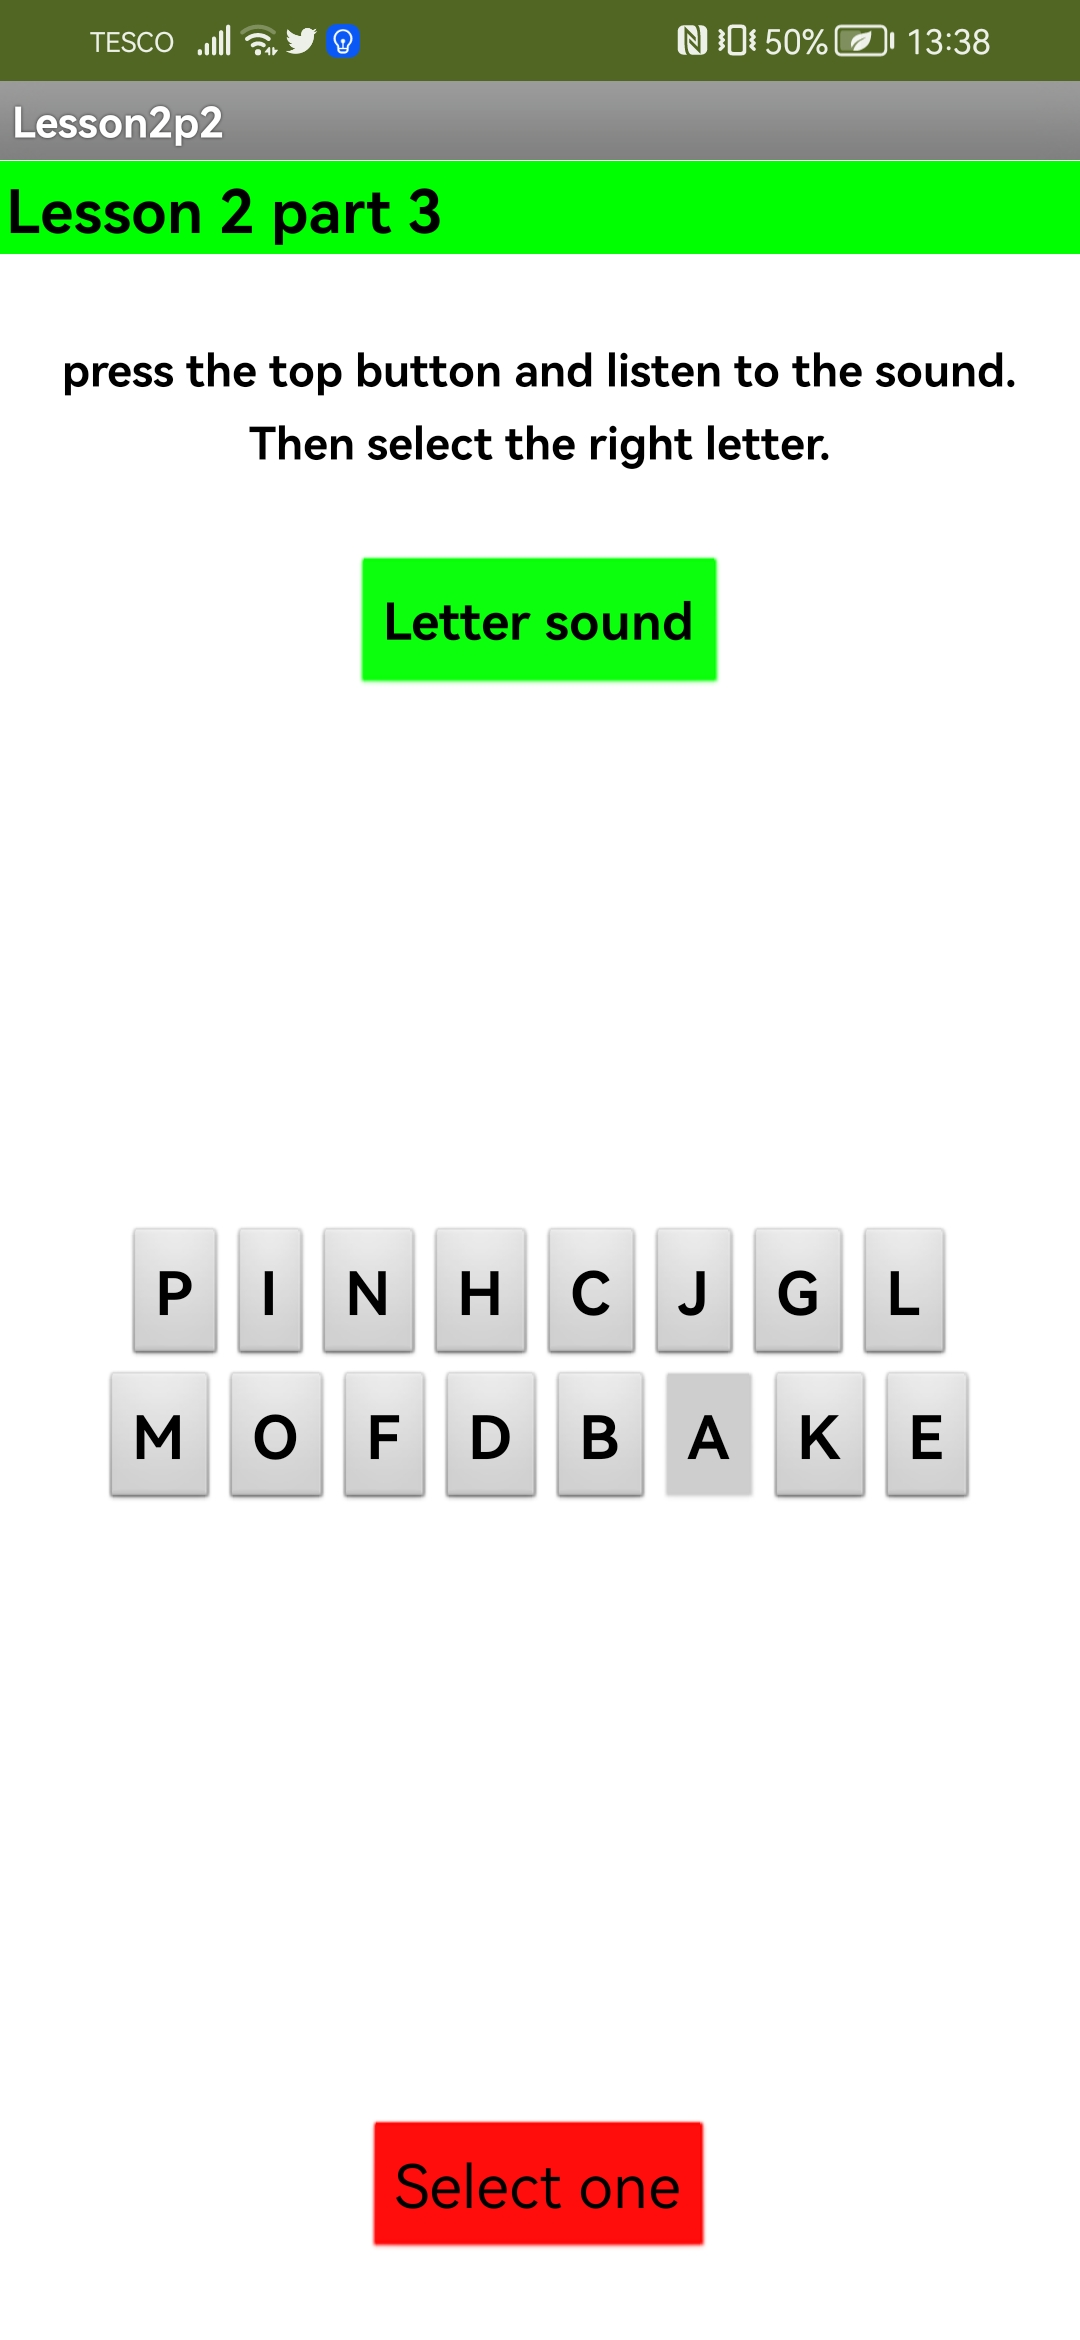 TESCO 50% 13:38
Lesson2p2
Lesson 2 part 3
press the top button and listen to the sound.
Then select the right letter.
Letter sound
P I N H C J G L
M O F D B A K E
Select one